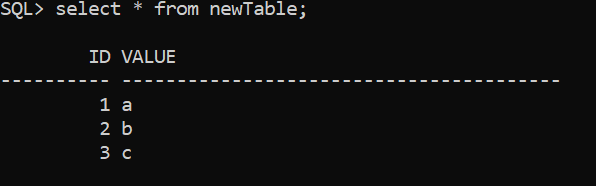 SQL> select * from newTable;
        ID VALUE
---------- ----------------------------------------
         1 a
         2 b
         3 c